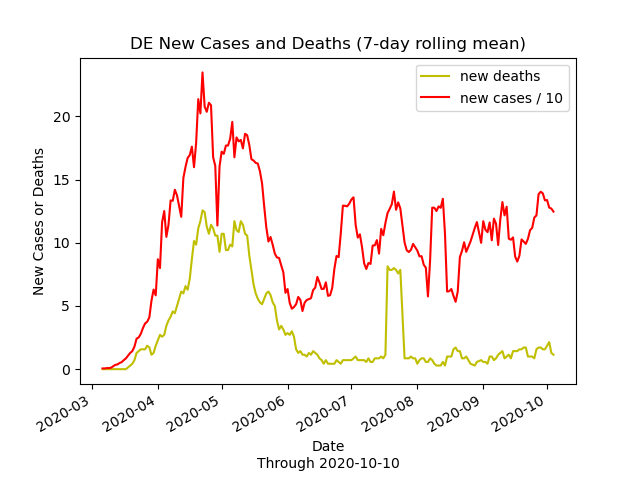 DE New Cases and Deaths (7-day rolling mean)
new deaths
new cases / 10
New Cases or Deaths
20
15
10
5
0
2020-03
2020-04
2020-05
2020-06
2020-07
2020-08
2020-09
2020-10
Date
Through 2020-10-10